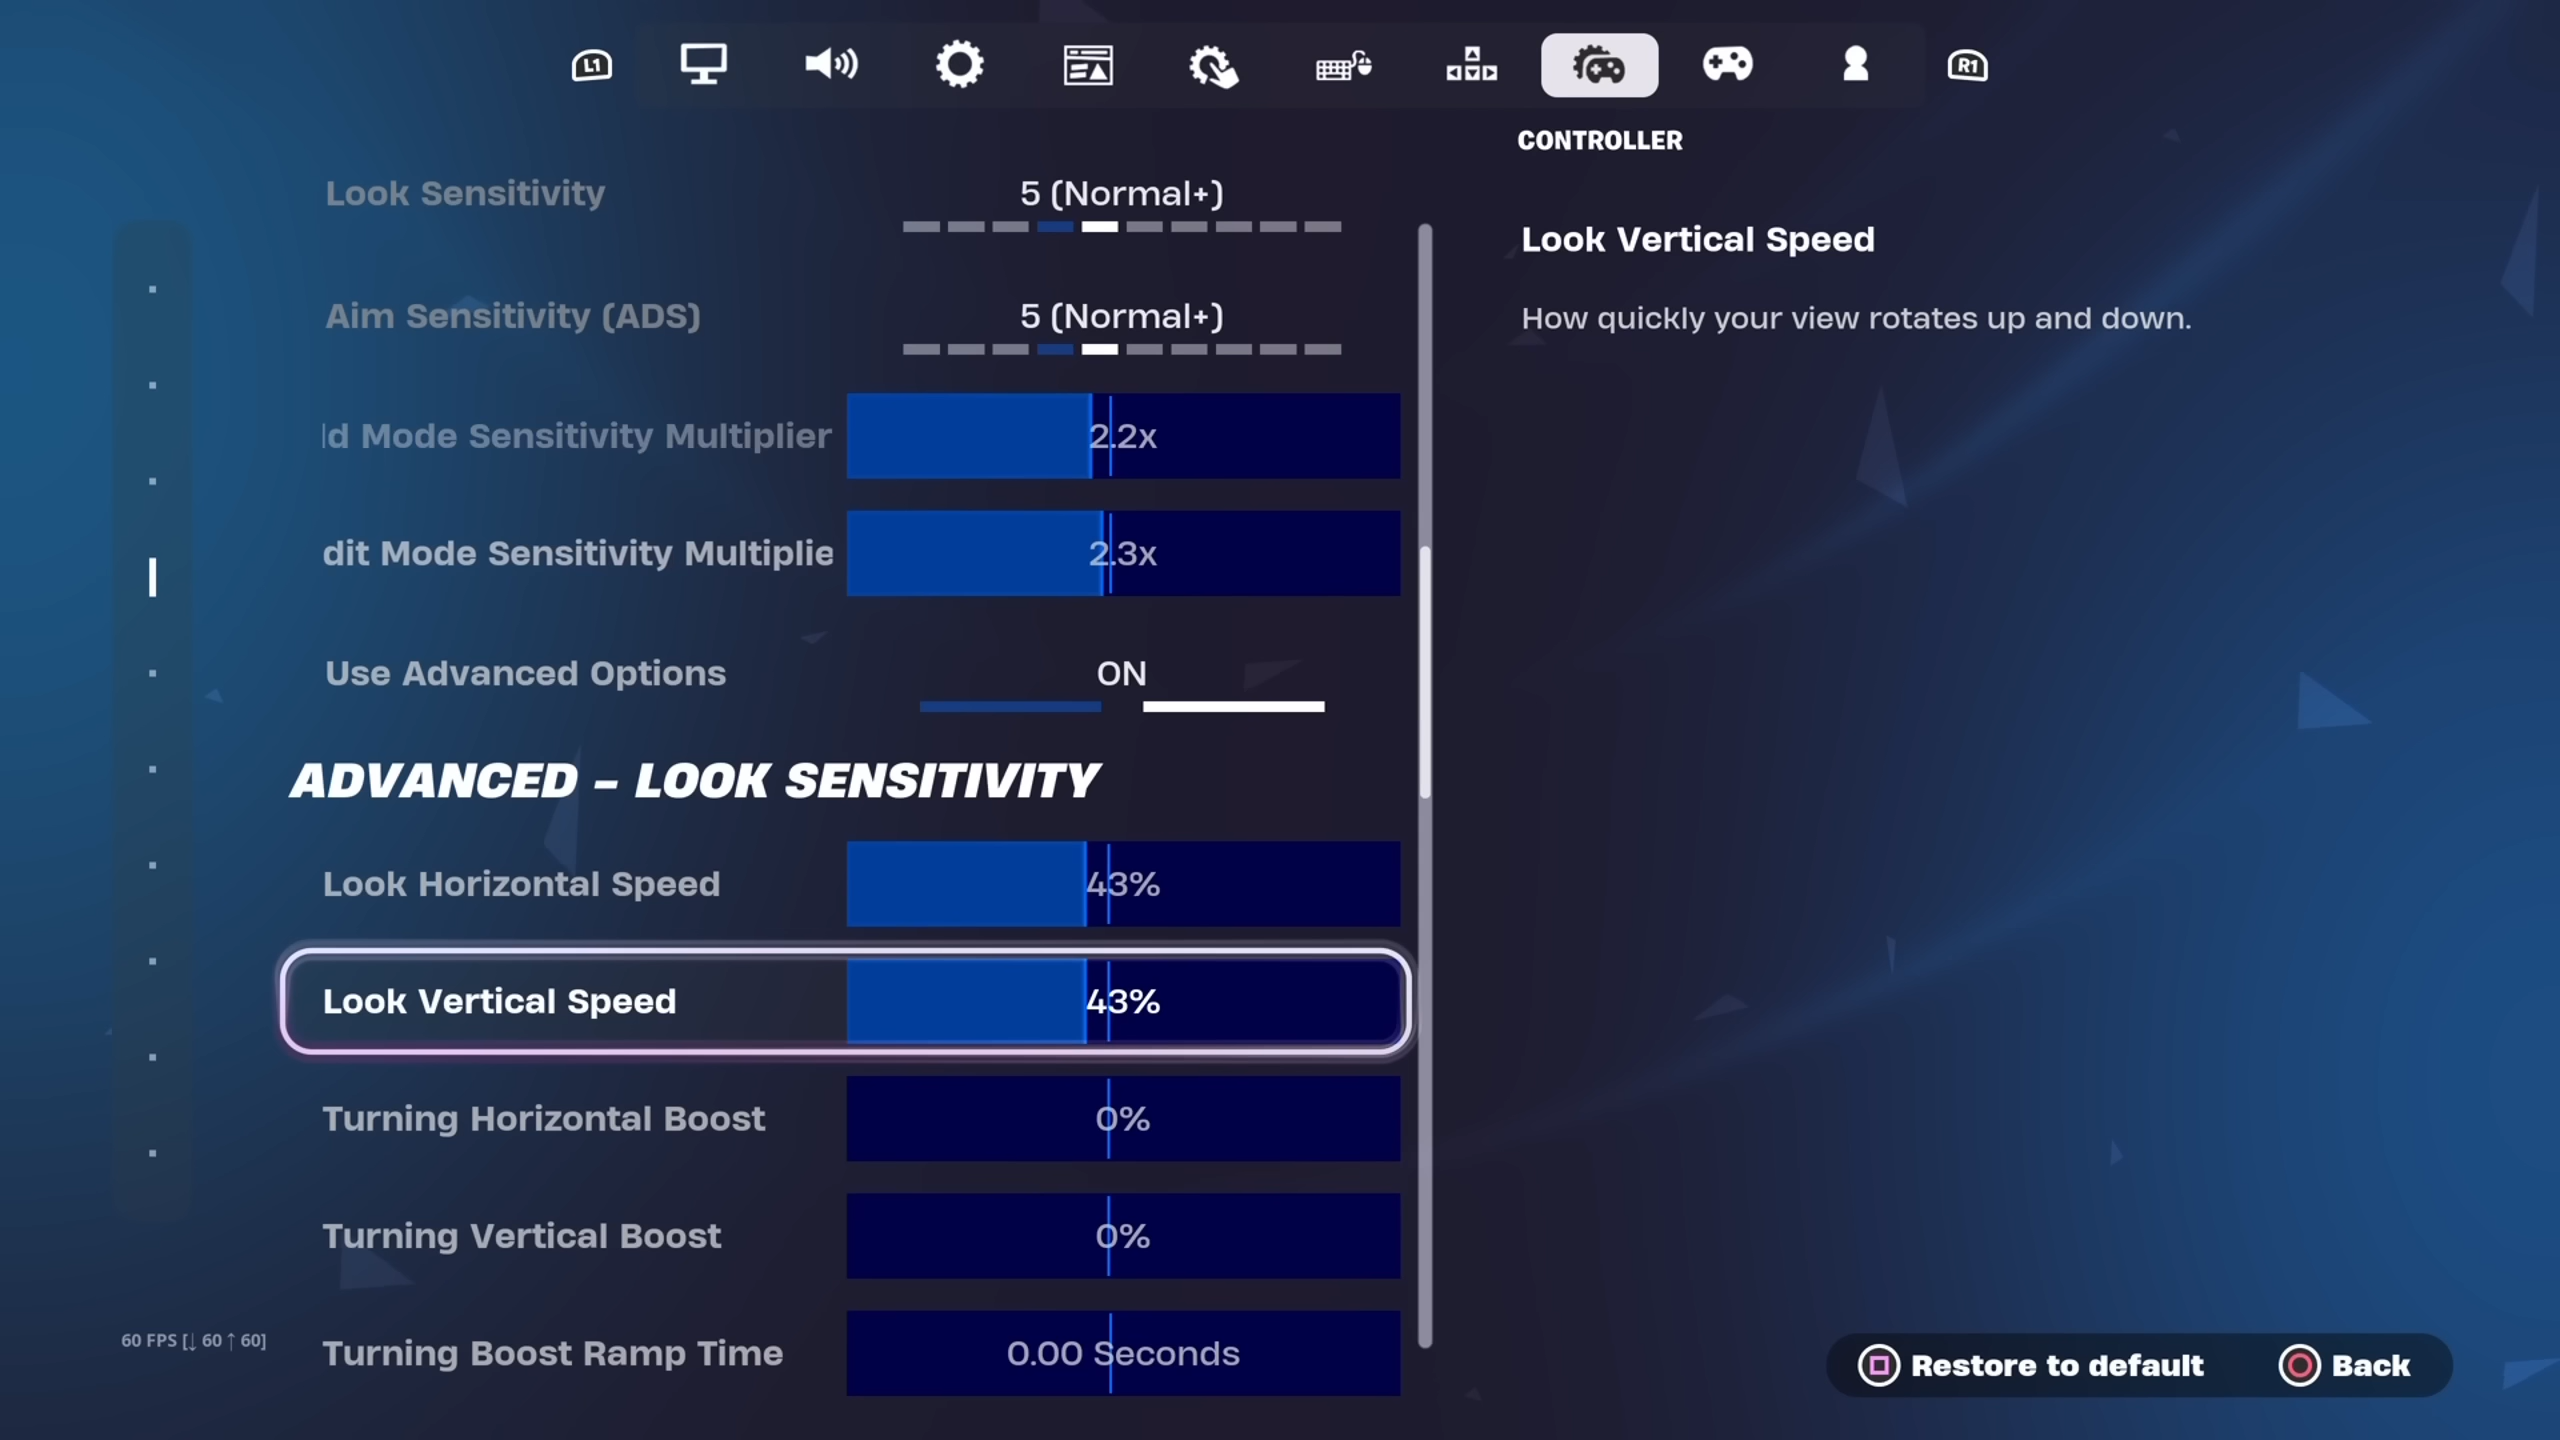 L1
R1
CONTROLLER
Look Sensitivity
5 (Normal+)
Aim Sensitivity (ADS)
5 (Normal+)
ld Mode Sensitivity Multiplier
2.2x
dit Mode Sensitivity Multiplie
2.3x
Use Advanced Options
ON
ADVANCED - LOOK SENSITIVITY
Look Horizontal Speed
43%
Look Vertical Speed
43%
Turning Horizontal Boost
0%
Turning Vertical Boost
0%
Turning Boost Ramp Time
0.00 Seconds
Look Vertical Speed
How quickly your view rotates up and down.
60 FPS [↓ 60 ↑ 60]
Restore to default
Back